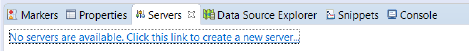 Markers Properties Servers Data Source Explorer Snippets Console
No servers are available. Click this link to create a new server...